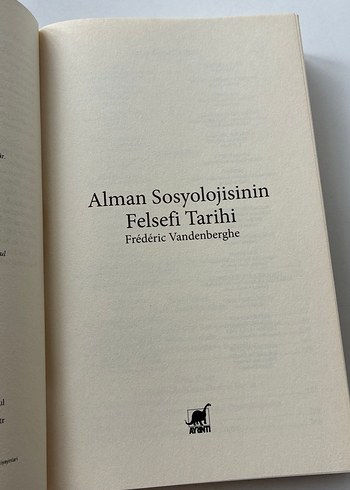 Alman Sosyolojisinin
Felsefi Tarihi
Frédéric Vandenberghe
AYRINTI